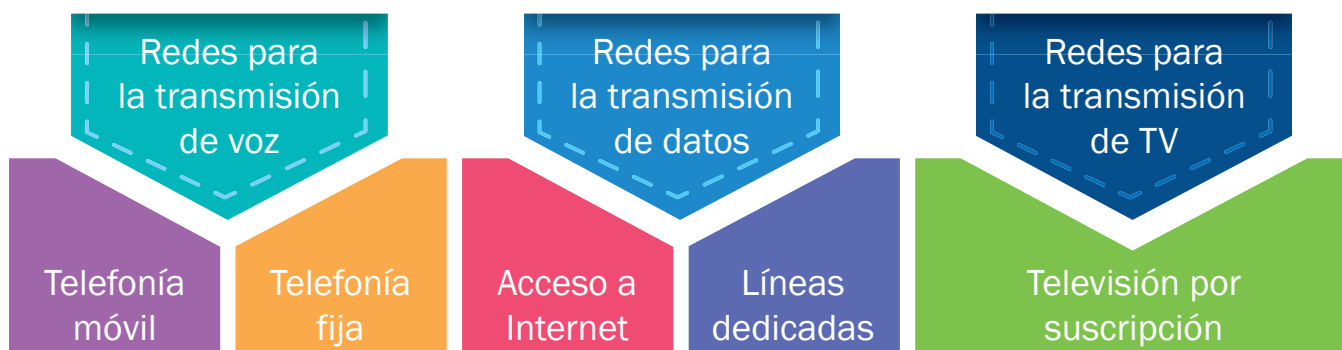 Redes para
la transmisión
de voz
Redes para
la transmisión
de datos
Redes para
la transmisión
de TV
Telefonía
móvil
Telefonía
fija
Acceso a
Internet
Líneas
dedicadas
Televisión por
suscripción